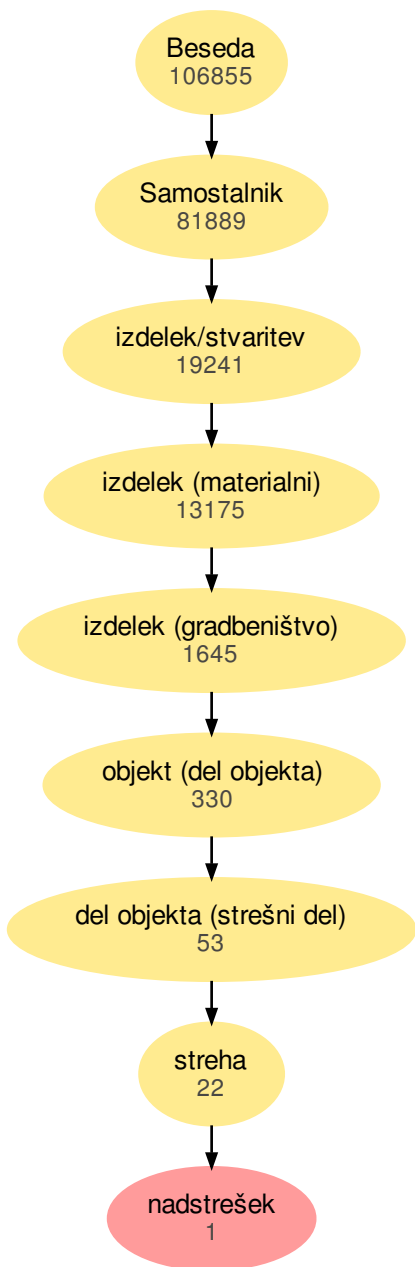 Beseda
106855
Samostalnik
81889
izdelek/stvaritev
19241
izdelek (materialni)
13175
izdelek (gradbeništvo)
1645
objekt (del objekta)
330
del objekta (strešni del)
53
streha
22
nadstrešek
1